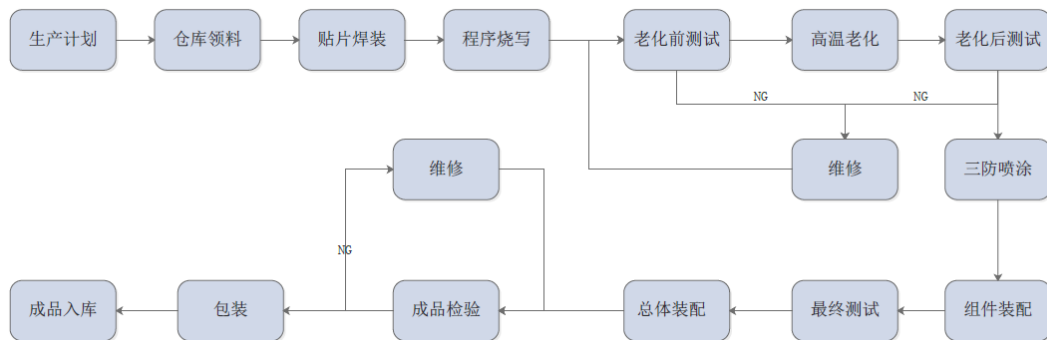 生产计划
仓库领料
贴片焊装
程序烧写
老化前测试
高温老化
老化后测试
NG
NG
维修
维修
三防喷涂
NG
成品入库
包装
成品检验
总体装配
最终测试
组件装配